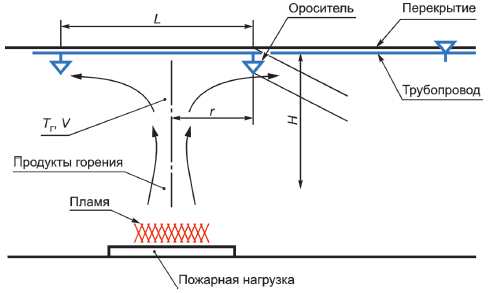 Ороситель
Перекрытие
L
Трубопровод
Tг, V
r
H
Продукты горения
Пламя
Пожарная нагрузка